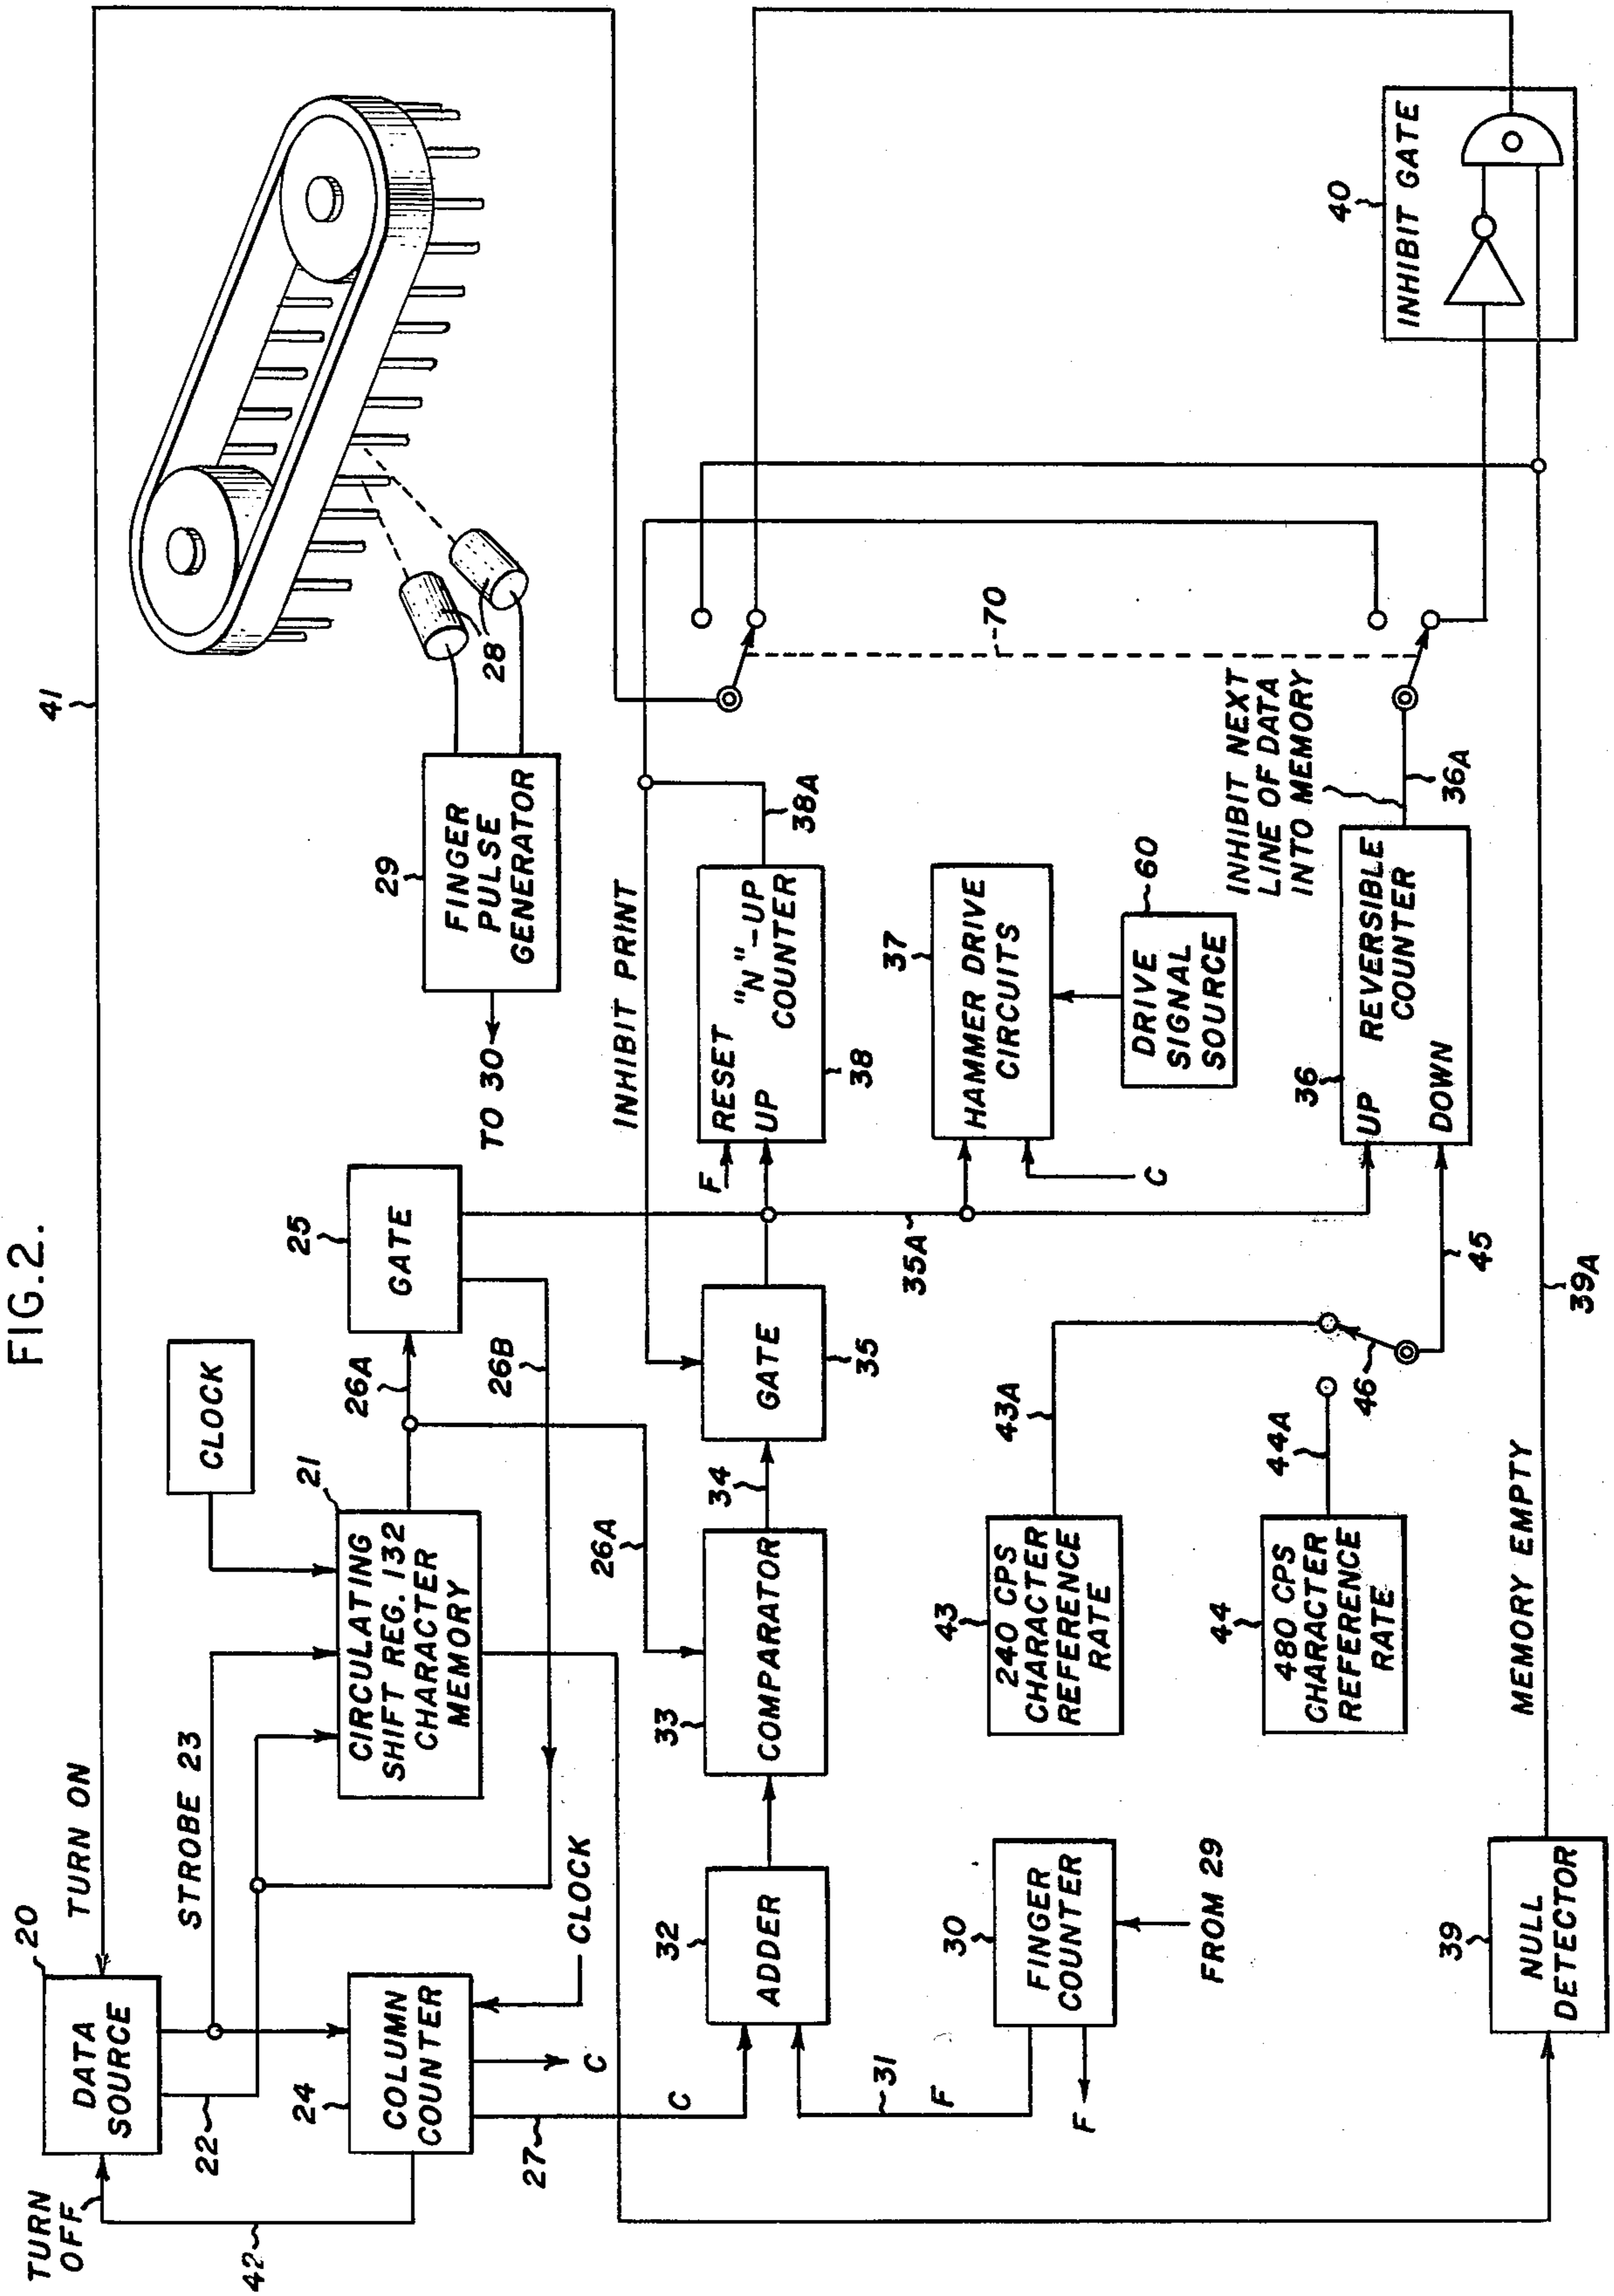 FIG.2.
TURN
OFF
42
20
DATA
SOURCE
TURN ON
41
22
STROBE 23
24
COLUMN
COUNTER
C
CLOCK
27
C
CLOCK
21
CIRCULATING
SHIFT REG. 132
CHARACTER
MEMORY
26A
26B
25
GATE
26A
29
FINGER
PULSE
GENERATOR
TO 30
28
32
ADDER
31
F
33
COMPARATOR
34
GATE
35
INHIBIT PRINT
F
RESET
UP
"N"-UP
COUNTER
38
38A
35A
37
HAMMER DRIVE
CIRCUITS
C
DRIVE
SIGNAL
SOURCE
60
30
FINGER
COUNTER
F
FROM 29
43
240 CPS
CHARACTER
REFERENCE
RATE
43A
44
480 CPS
CHARACTER
REFERENCE
RATE
44A
46
45
36
UP
REVERSIBLE
COUNTER
DOWN
36A
INHIBIT NEXT
LINE OF DATA
INTO MEMORY
70
40
INHIBIT GATE
39
NULL
DETECTOR
MEMORY EMPTY
39A